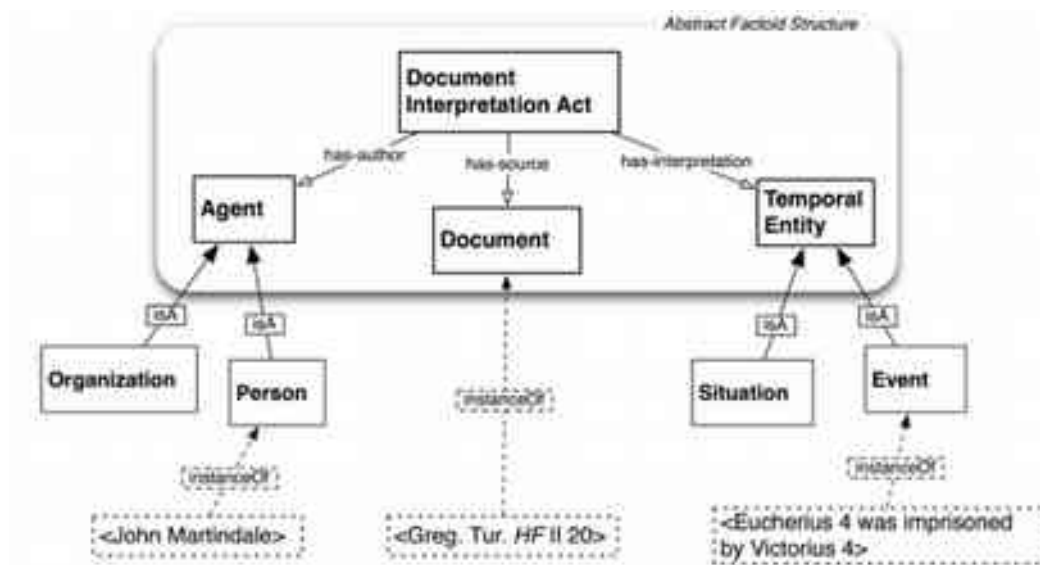 Abstract Factoid Structure
Document
Interpretation Act
has-author
has-source
has-interpretation
Agent
Document
Temporal
Entity
isA
isA
isA
isA
Organization
Person
Situation
Event
instanceOf
instanceOf
instanceOf
<John Martindale>
<Greg. Tur. HF II 20>
<Eucherius 4 was imprisoned
by Victorius 4>